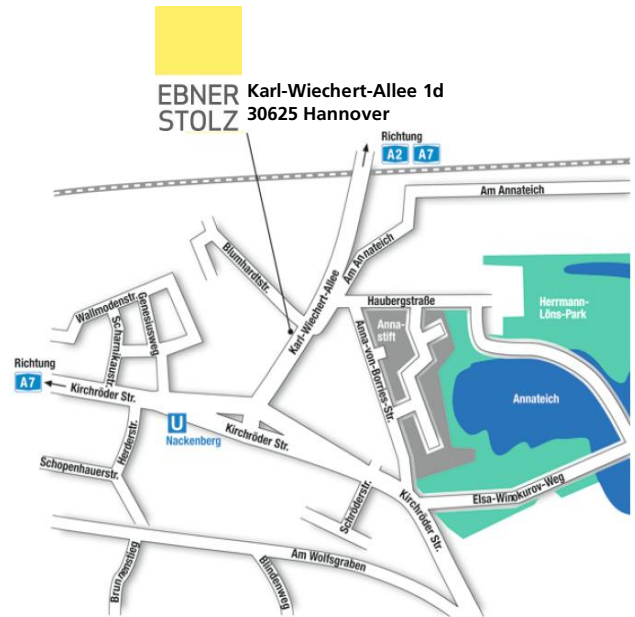 EBNER
STOLZ
Karl-Wiechert-Allee 1d
30625 Hannover
Richtung
A2 A7
Am Annateich
Am Annateich
Blumhardtstr.
Karl-Wiechert-Allee
Haubergstraße
Herrmann-
Löns-Park
Wallmodenstr.
Genesiusweg
Scharnikaustr.
Anna-
stift
Anna-von-Borries-Str.
Richtung
A7
Kirchröder Str.
Annateich
U
Nackenberg
Kirchröder Str.
Herderstr.
Schopenhauerstr.
Schröderstr.
Kirchröder Str.
Elsa-Winokurov-Weg
Am Wolfsgraben
Brunnenstieg
Blindenweg